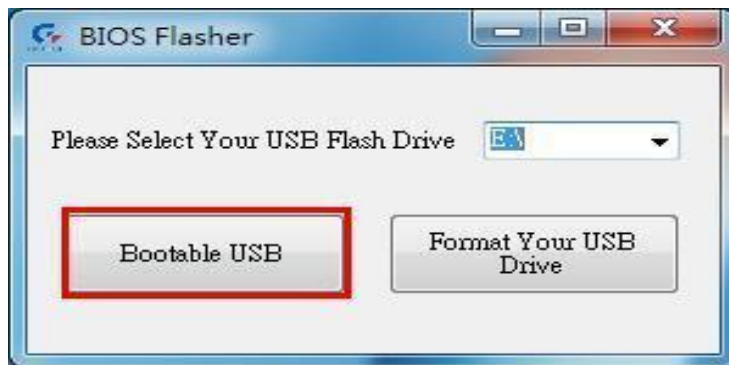 BIOS Flasher
Please Select Your USB Flash Drive E:\
Bootable USB
Format Your USB
Drive